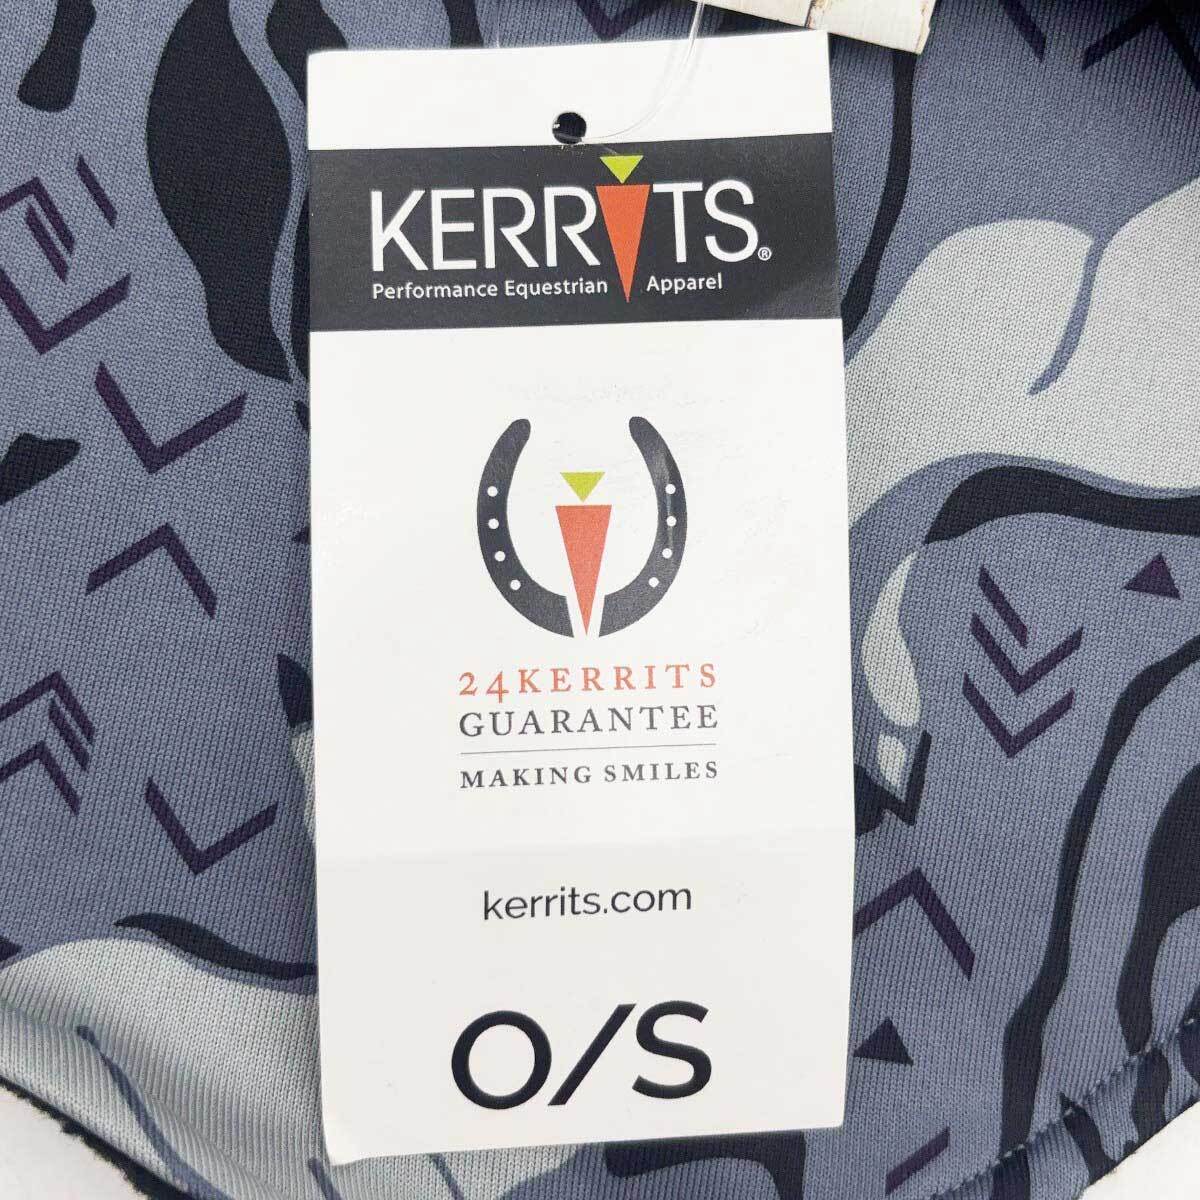 KERRITS®
Performance Equestrian Apparel
24KERRITS
GUARANTEE
MAKING SMILES
kerrits.com
O/S